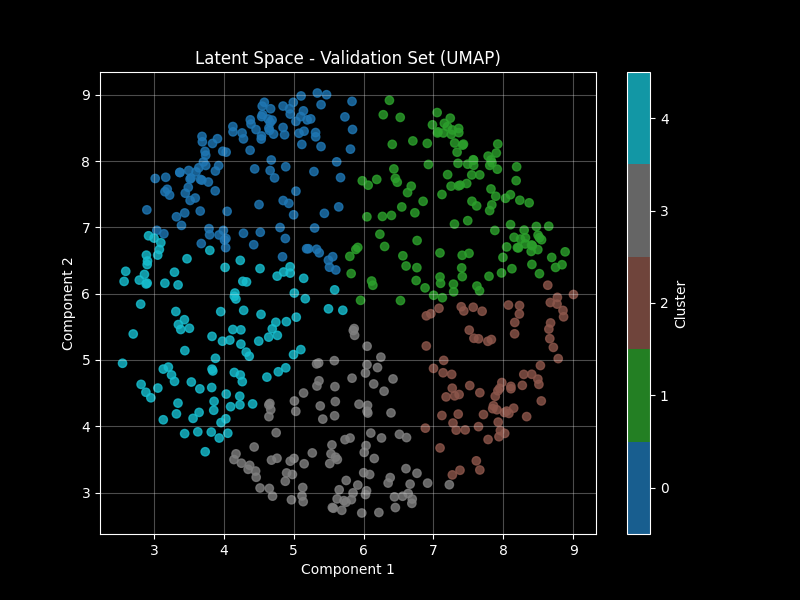 Latent Space - Validation Set (UMAP)
9
8
7
6
5
4
3
3 4 5 6 7 8 9
Component 1
Component 2
4
3
2
1
0
Cluster